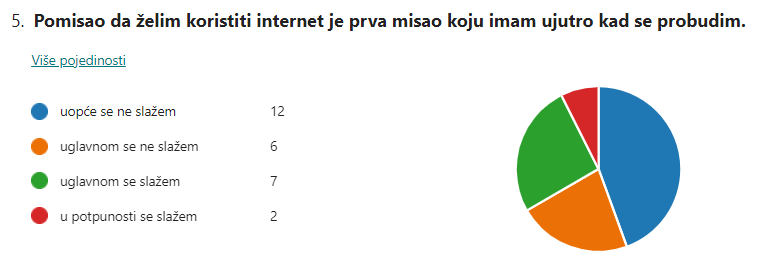 5. Pomisao da želim koristiti internet je prva misao koju imam ujutro kad se probudim.
Više pojedinosti
uopće se ne slažem 12
uglavnom se ne slažem 6
uglavnom se slažem 7
u potpunosti se slažem 2